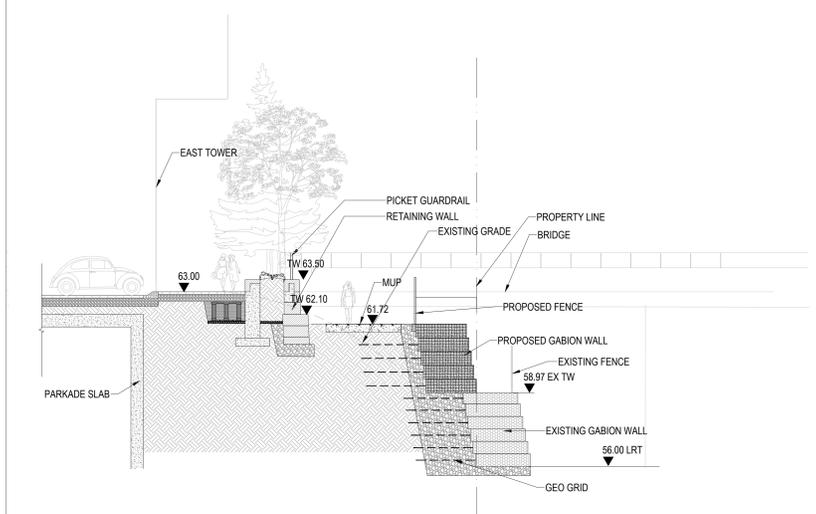 EAST TOWER
PICKET GUARDRAIL
RETAINING WALL
PROPERTY LINE
EXISTING GRADE
BRIDGE
TW 63.50
63.00
MUP
TW 62.10
61.72
PROPOSED FENCE
PROPOSED GABION WALL
EXISTING FENCE
58.97 EX TW
PARKADE SLAB
EXISTING GABION WALL
56.00 LRT
GEO GRID